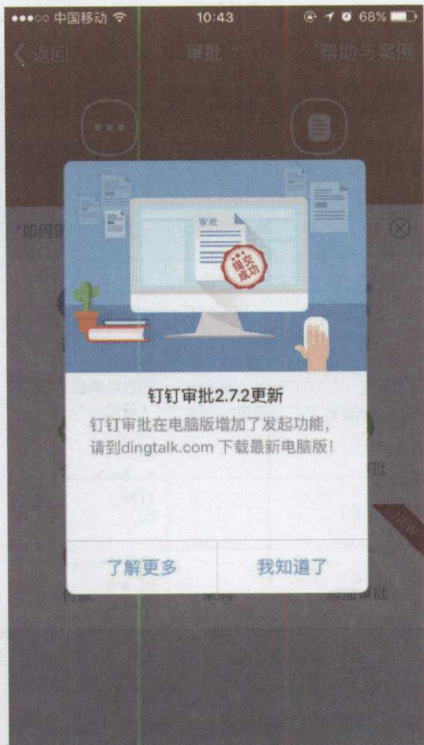 中国移动 10:43 68%
返回 审批 帮助与案例
审批
提交
成功
钉钉审批2.7.2更新
钉钉审批在电脑版增加了发起功能，
请到dingtalk.com 下载最新电脑版！
了解更多 我知道了
NEW